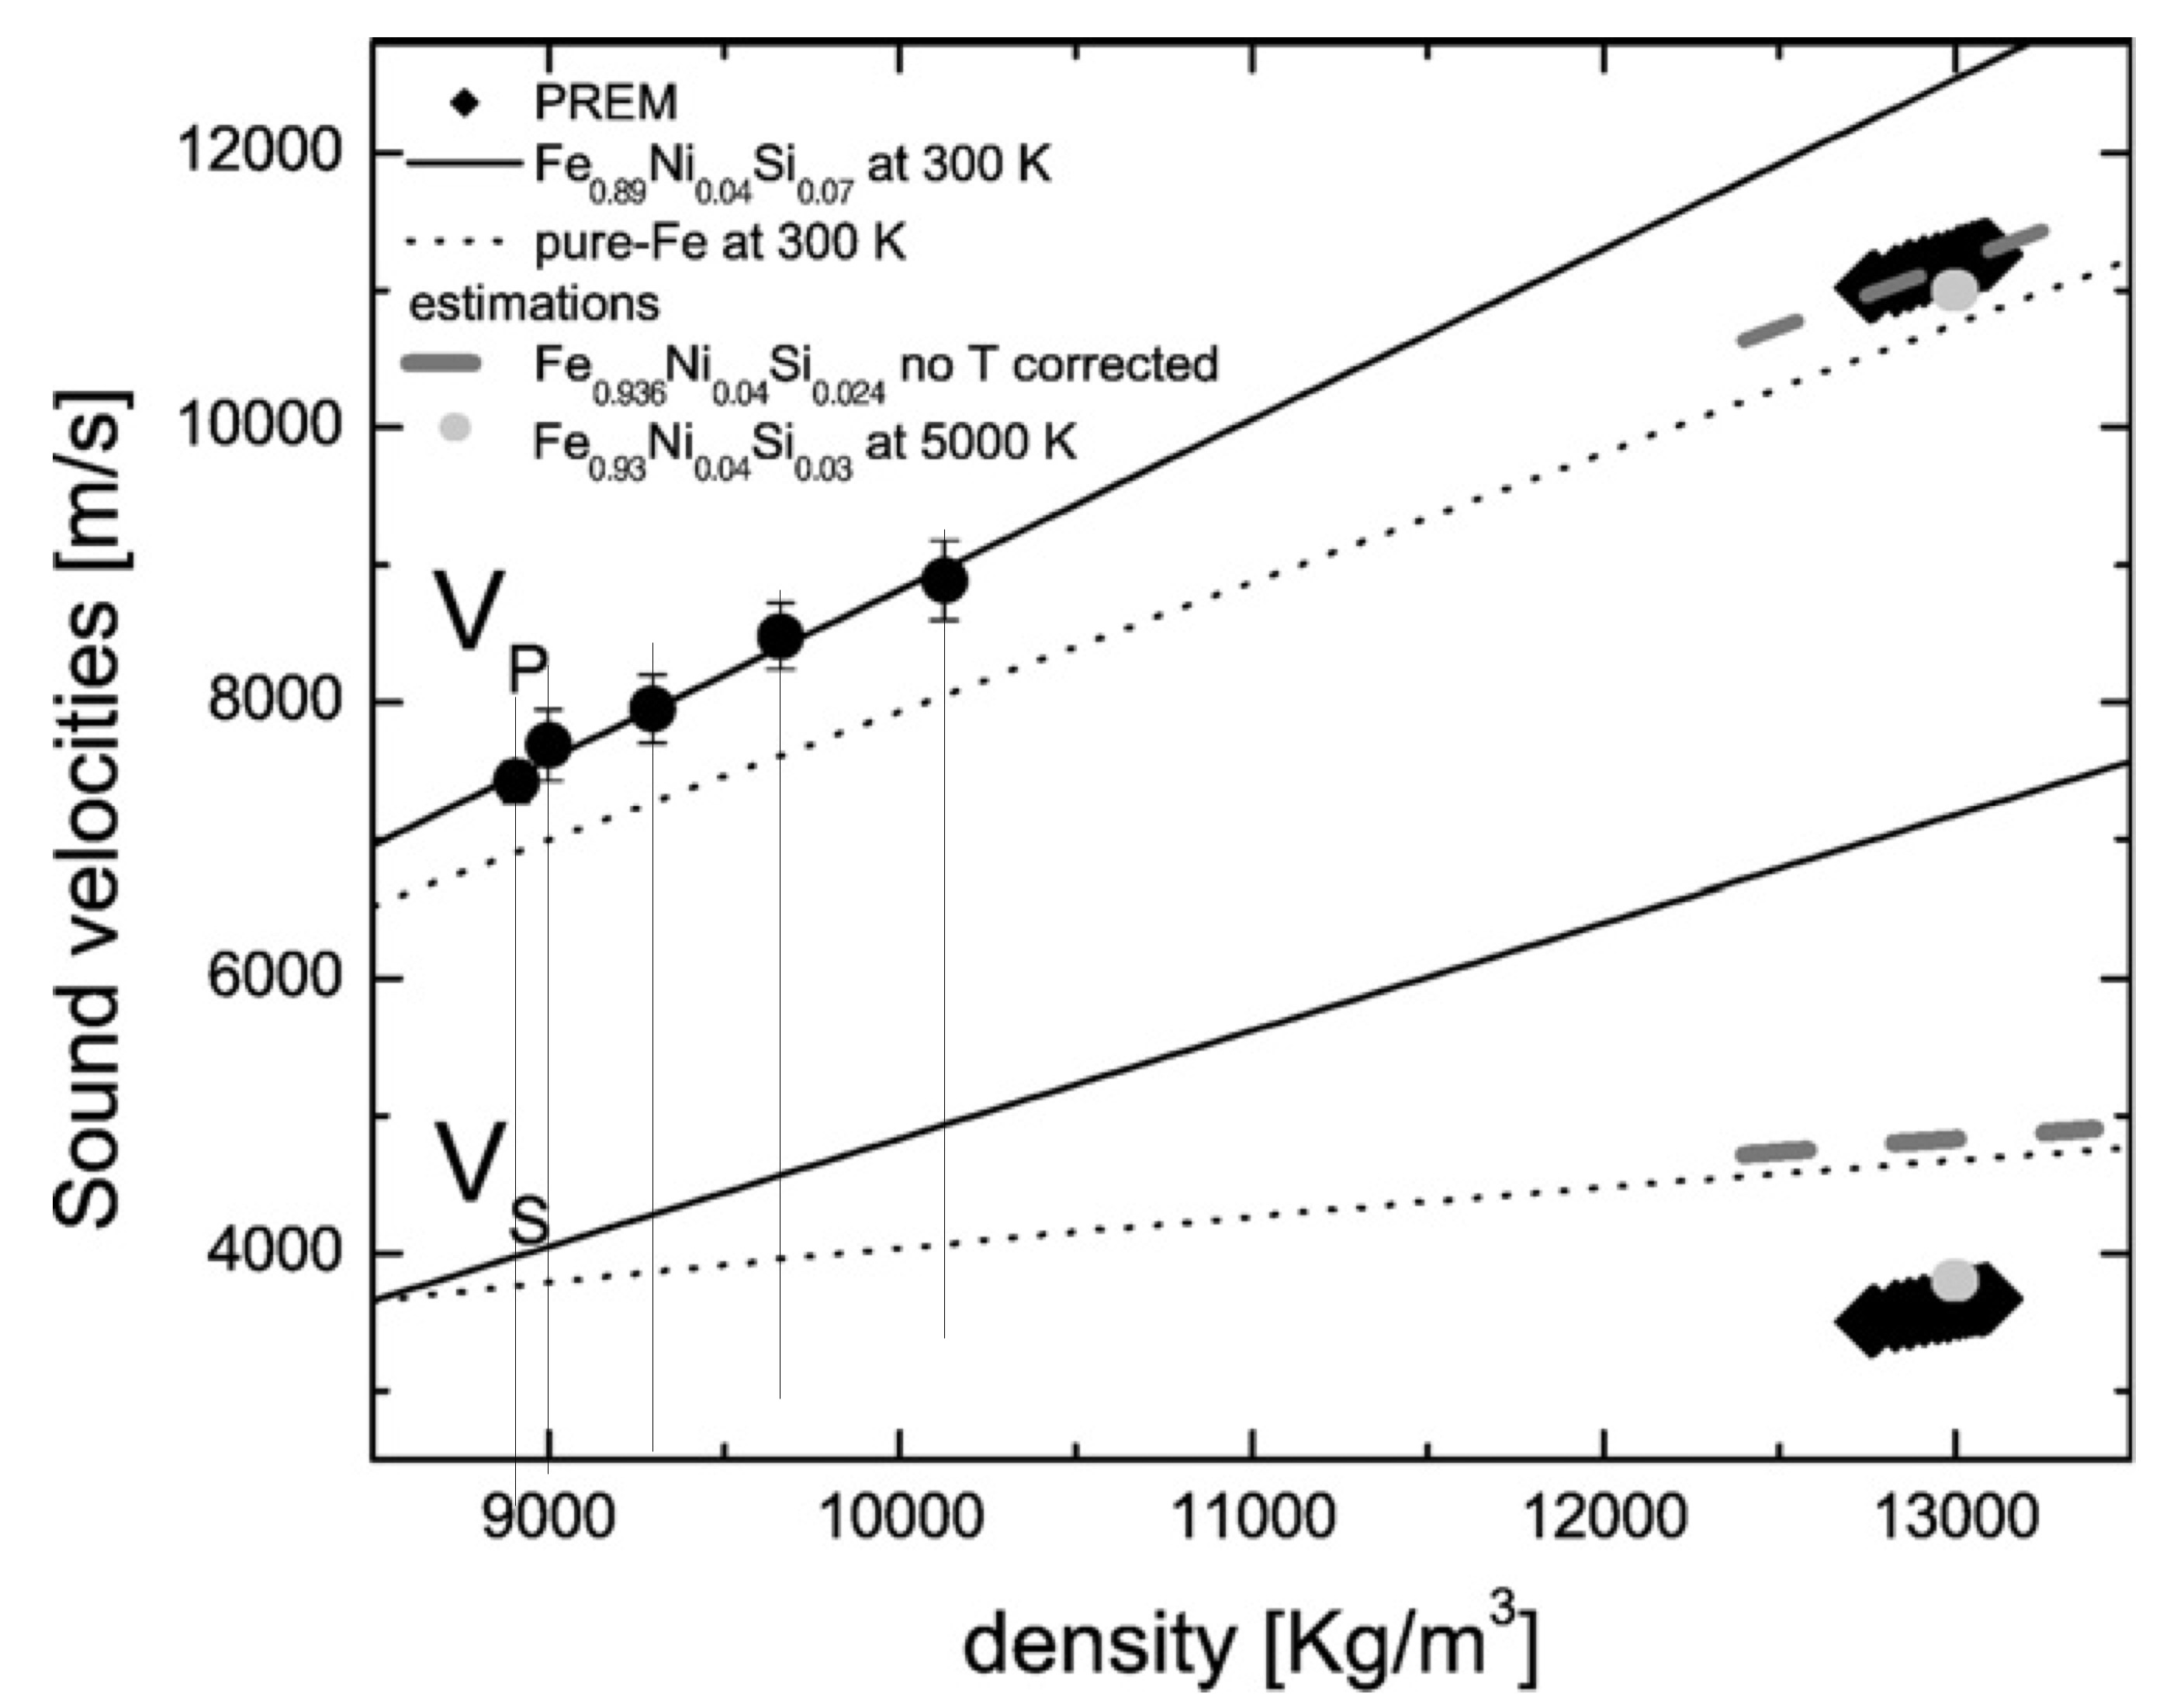 PREM
Fe0.89Ni0.04Si0.07 at 300 K
pure-Fe at 300 K
estimations
Fe0.936Ni0.04Si0.024 no T corrected
Fe0.93Ni0.04Si0.03 at 5000 K
12000
10000
8000
6000
4000
Sound velocities [m/s]
VP
VS
9000 10000 11000 12000 13000
density [Kg/m3]